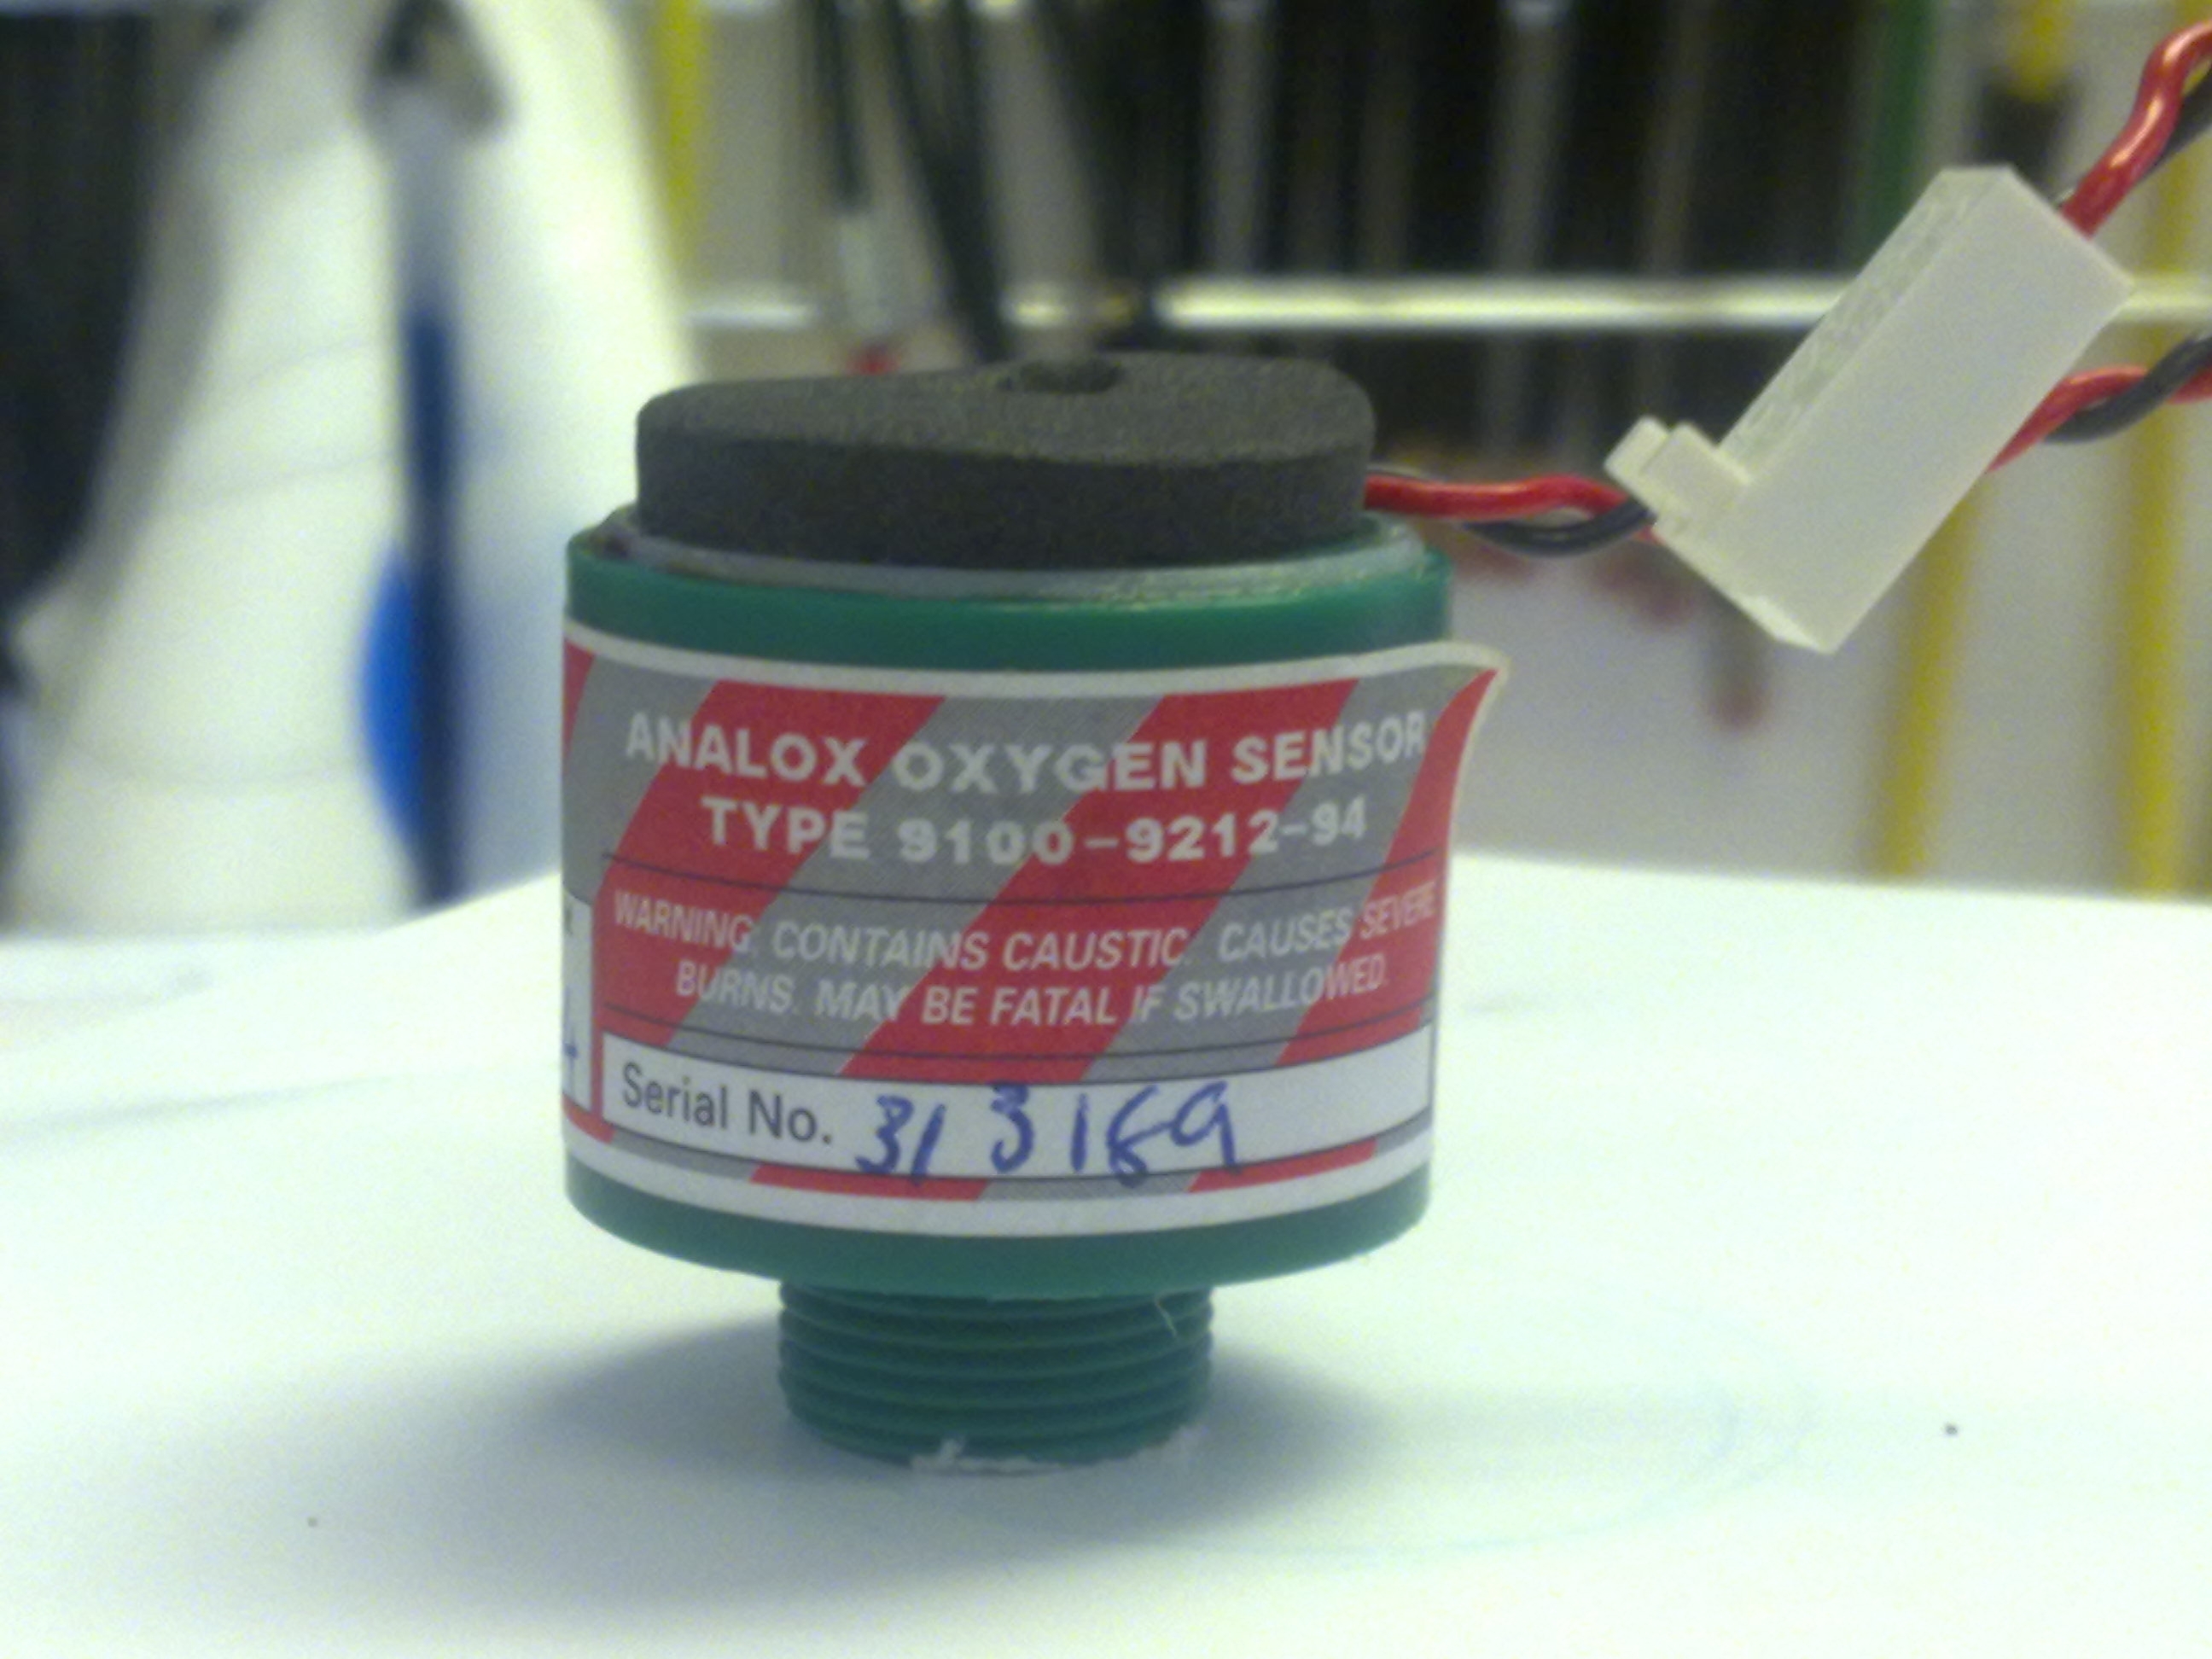 ANALOX OXYGEN SENSOR
TYPE 9100-9212-94
WARNING. CONTAINS CAUSTIC. CAUSES SEVERE
BURNS. MAY BE FATAL IF SWALLOWED.
Serial No. 313169